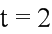 t = 2